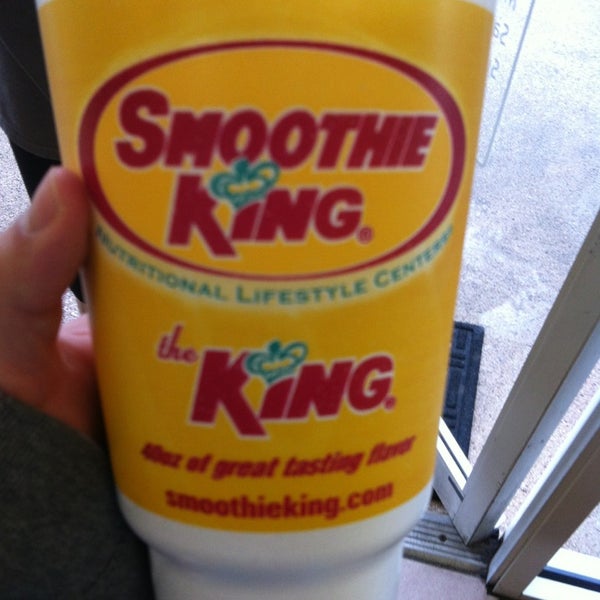 SMOOTHIE
KING®
NUTRITIONAL LIFESTYLE CENTERS®
the KING®
40oz of great tasting flavor
smoothieking.com